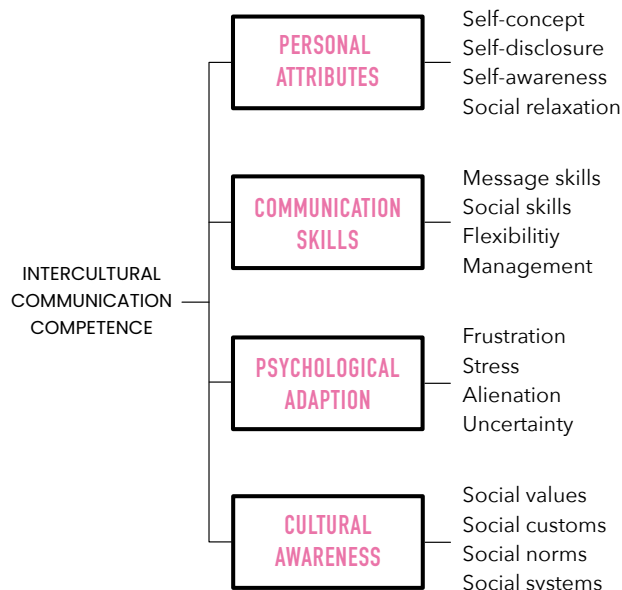 PERSONAL
ATTRIBUTES
Self-concept
Self-disclosure
Self-awareness
Social relaxation
COMMUNICATION
SKILLS
Message skills
Social skills
Flexibilitiy
Management
INTERCULTURAL
COMMUNICATION
COMPETENCE
PSYCHOLOGICAL
ADAPTION
Frustration
Stress
Alienation
Uncertainty
CULTURAL
AWARENESS
Social values
Social customs
Social norms
Social systems